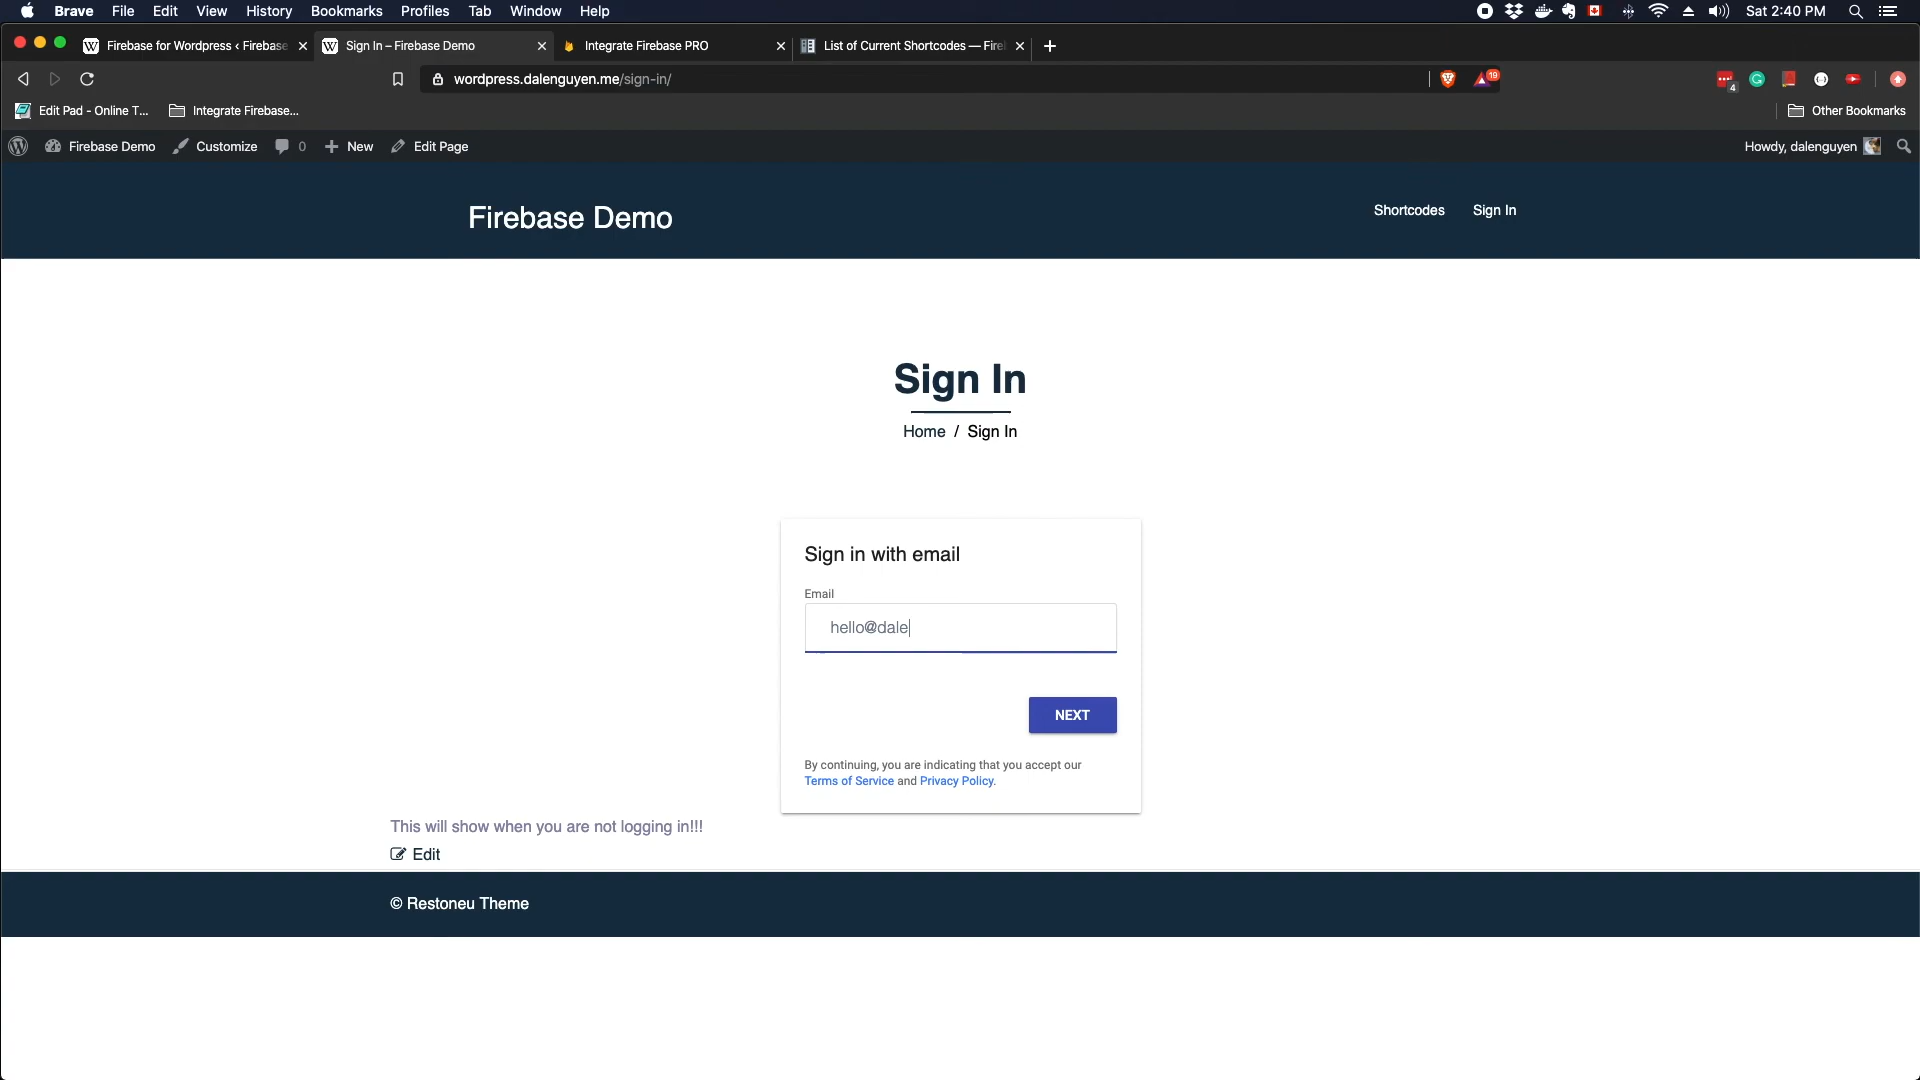 Brave File Edit View History Bookmarks Profiles Tab Window Help Sat 2:40 PM
Firebase for Wordpress ‹ Firebase Sign In – Firebase Demo Integrate Firebase PRO List of Current Shortcodes — Fire
wordpress.dalenguyen.me/sign-in/ 19 4
Edit Pad - Online T... Integrate Firebase... Other Bookmarks
Firebase Demo Customize 0 New Edit Page Howdy, dalenguyen
Firebase Demo Shortcodes Sign In
Sign In
Home / Sign In
Sign in with email
Email
hello@dale
NEXT
By continuing, you are indicating that you accept our
Terms of Service and Privacy Policy.
This will show when you are not logging in!!!
Edit
© Restoneu Theme